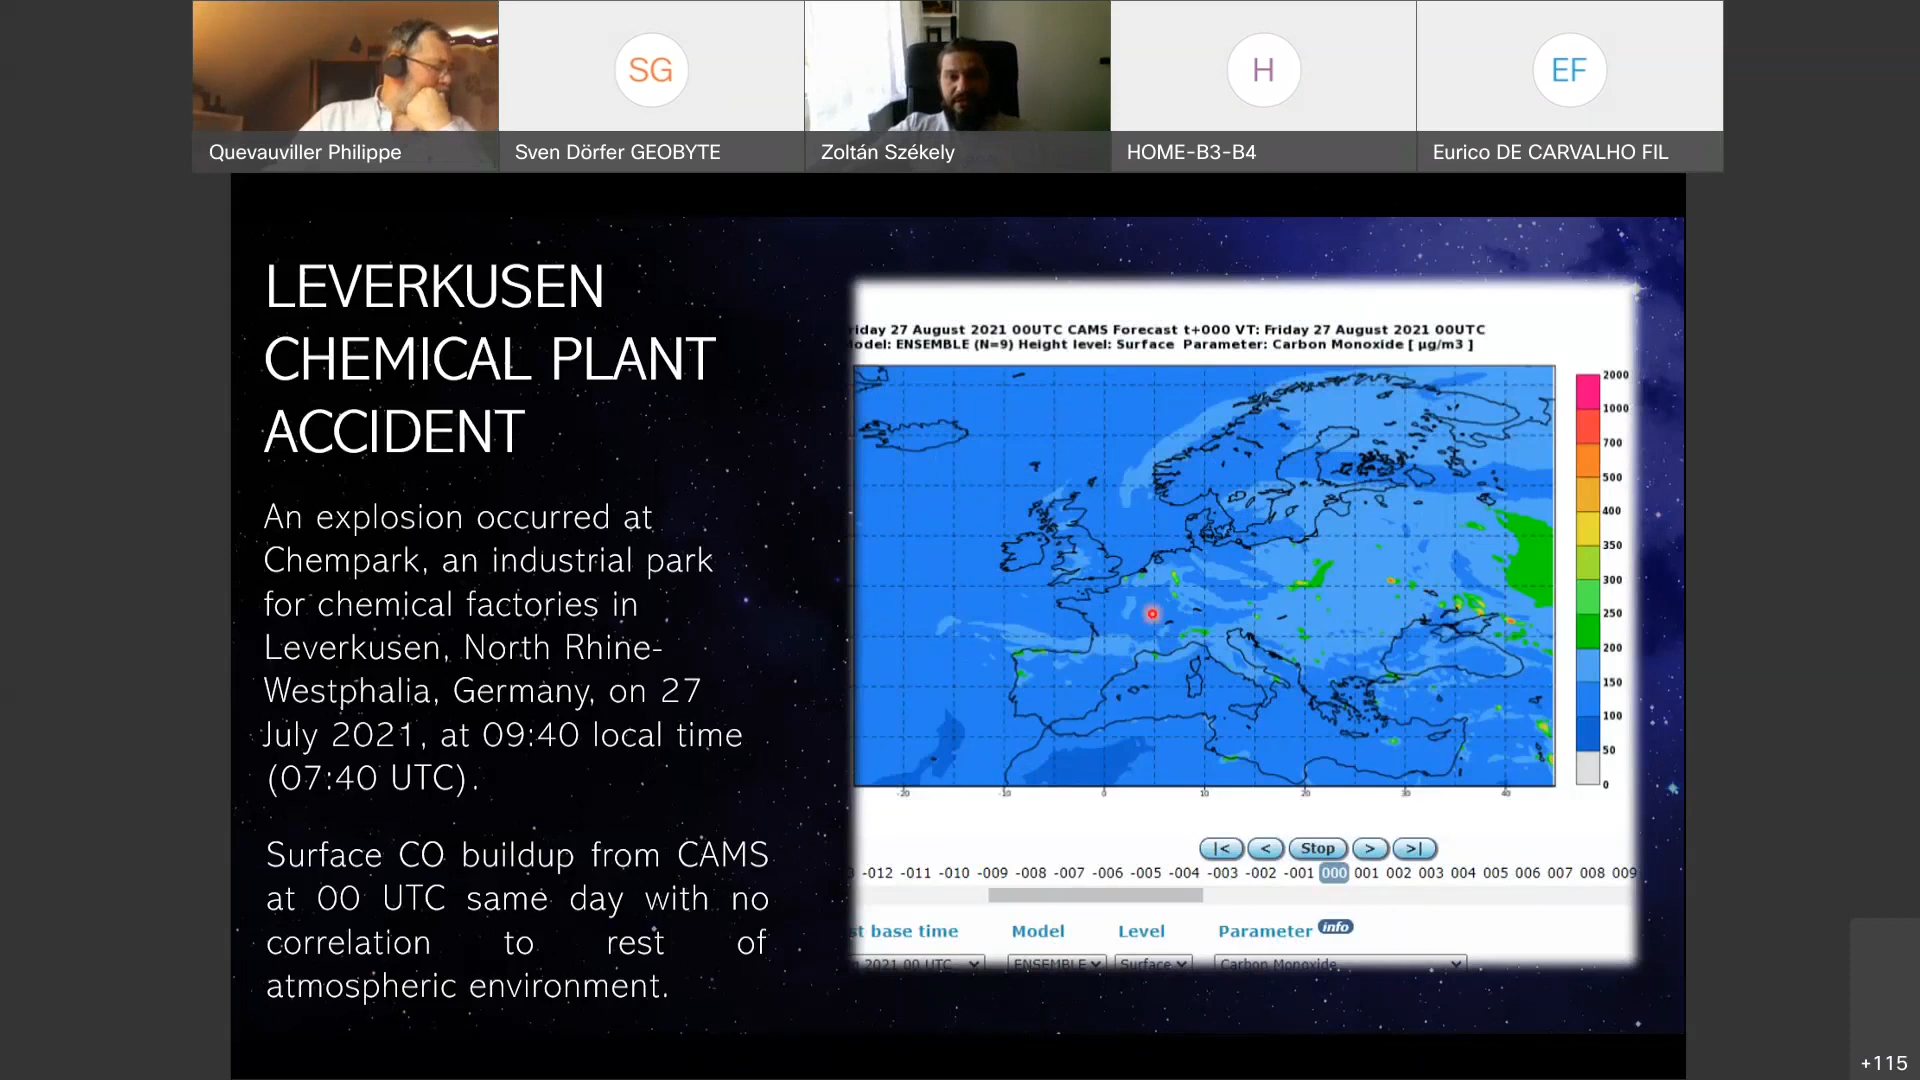 SG
H
EF
Quevauviller Philippe
Sven Dörfer GEOBYTE
Zoltán Székely
HOME-B3-B4
Eurico DE CARVALHO FIL
LEVERKUSEN
CHEMICAL PLANT
ACCIDENT
An explosion occurred at
Chempark, an industrial park
for chemical factories in
Leverkusen, North Rhine-
Westphalia, Germany, on 27
July 2021, at 09:40 local time
(07:40 UTC).
Surface CO buildup from CAMS
at 00 UTC same day with no
correlation to rest of
atmospheric environment.
riday 27 August 2021 00UTC CAMS Forecast t+000 VT: Friday 27 August 2021 00UTC
odel: ENSEMBLE (N=9) Height level: Surface Parameter: Carbon Monoxide [ µg/m3 ]
2000
1000
700
500
400
350
300
250
200
150
100
50
0
-20 -10 0 10 20 30 40
|< < Stop > >|
3 -012 -011 -010 -009 -008 -007 -006 -005 -004 -003 -002 -001 000 001 002 003 004 005 006 007 008 009
st base time Model Level Parameter info
2021 00 UTC ENSEMBLE Surface Carbon Monoxide
+115